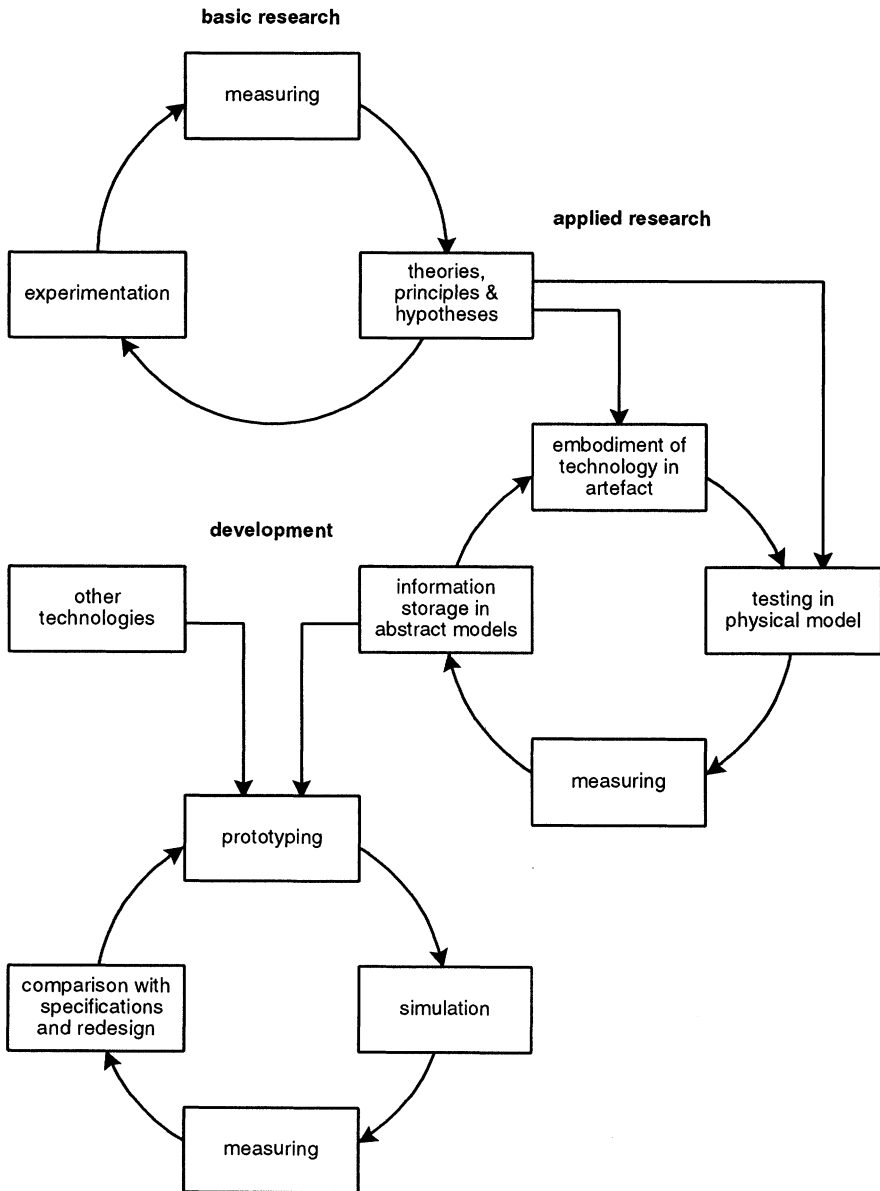 basic research
measuring
experimentation
theories,
principles &
hypotheses
applied research
embodiment of
technology in
artefact
development
other
technologies
information
storage in
abstract models
testing in
physical model
measuring
prototyping
comparison with
specifications
and redesign
simulation
measuring